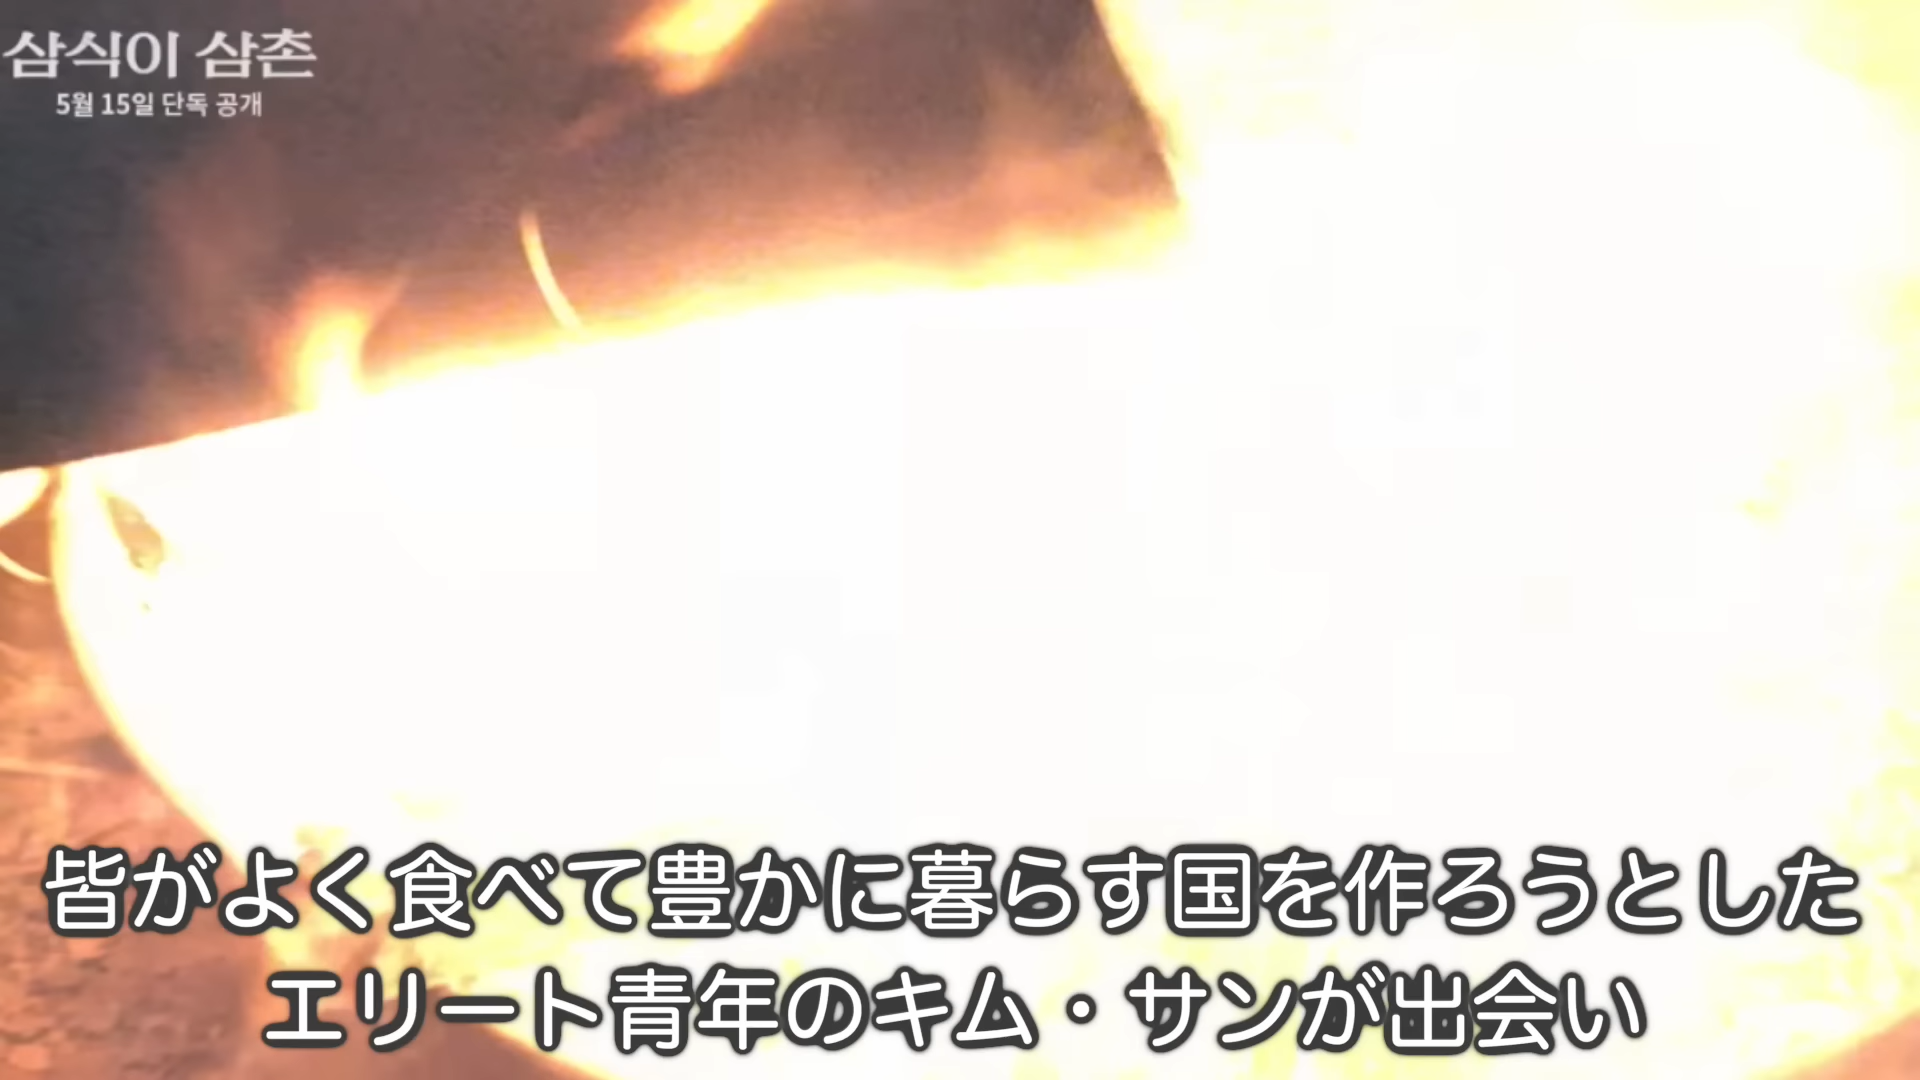 삼식이 삼촌
5월 15일 단독 공개
皆がよく食べて豊かに暮らす国を作ろうとした
エリート青年のキム・サンが出会い